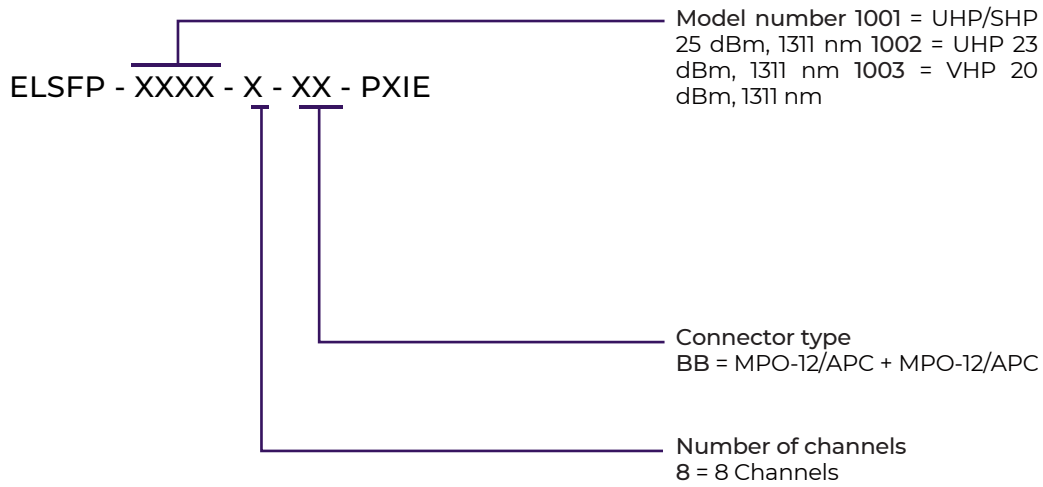 Model number 1001 = UHP/SHP
25 dBm, 1311 nm 1002 = UHP 23
dBm, 1311 nm 1003 = VHP 20
dBm, 1311 nm
ELSFP - XXXX - X - XX - PXIE
Connector type
BB = MPO-12/APC + MPO-12/APC
Number of channels
8 = 8 Channels